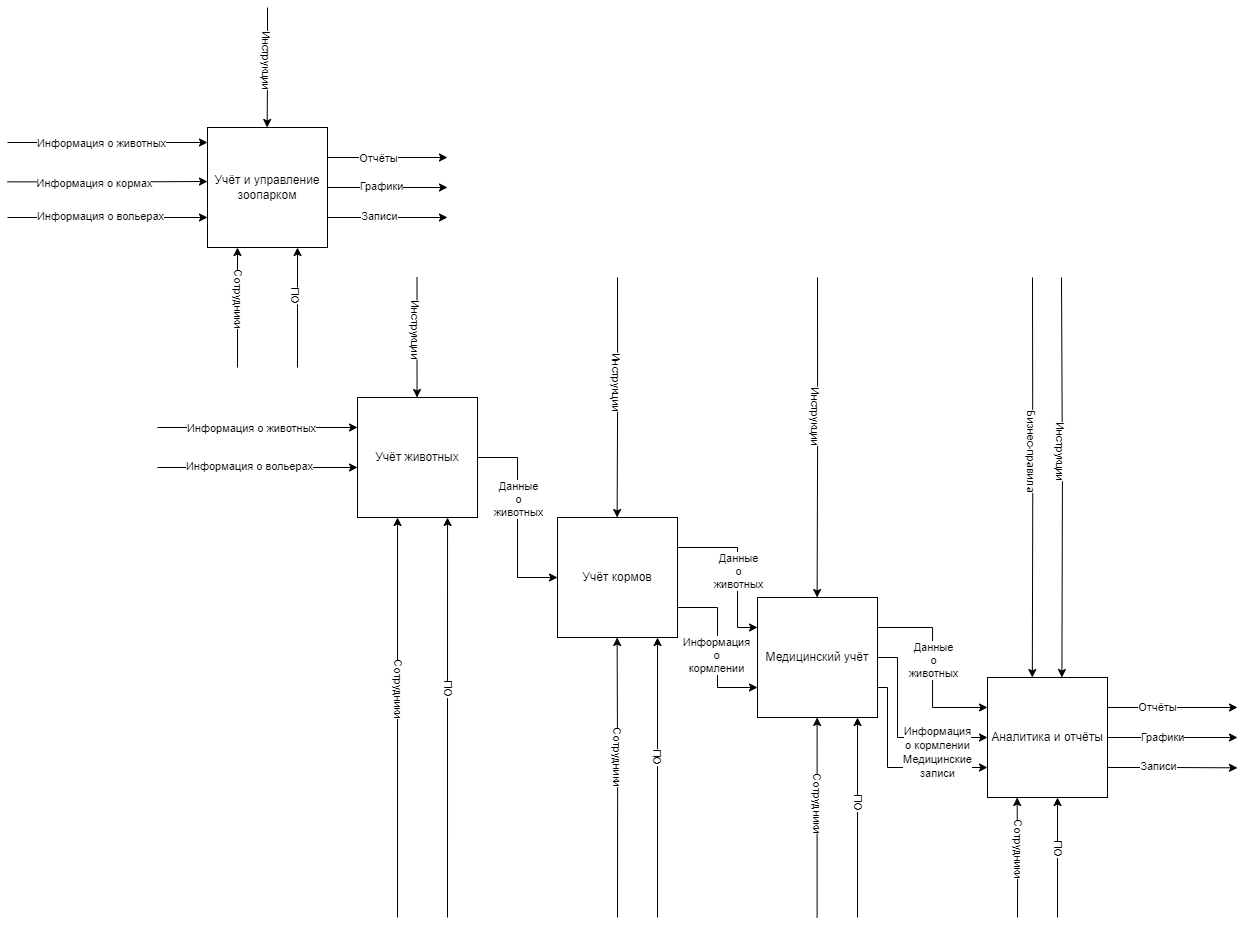 Инструкции
Информация о животных
Информация о кормах
Информация о вольерах
Учёт и управление
зоопарком
Отчёты
Графики
Записи
Сотрудники
ПО
Инструкции
Информация о животных
Информация о вольерах
Учёт животных
Данные
о
животных
Сотрудники
ПО
Инструкции
Учёт кормов
Данные
о
животных
Информация
о
кормлении
Сотрудники
ПО
Инструкции
Медицинский учёт
Данные
о
животных
Информация
о кормлении
Медицинские
записи
Сотрудники
ПО
Бизнес-правила
Инструкции
Аналитика и отчёты
Отчёты
Графики
Записи
Сотрудники
ПО